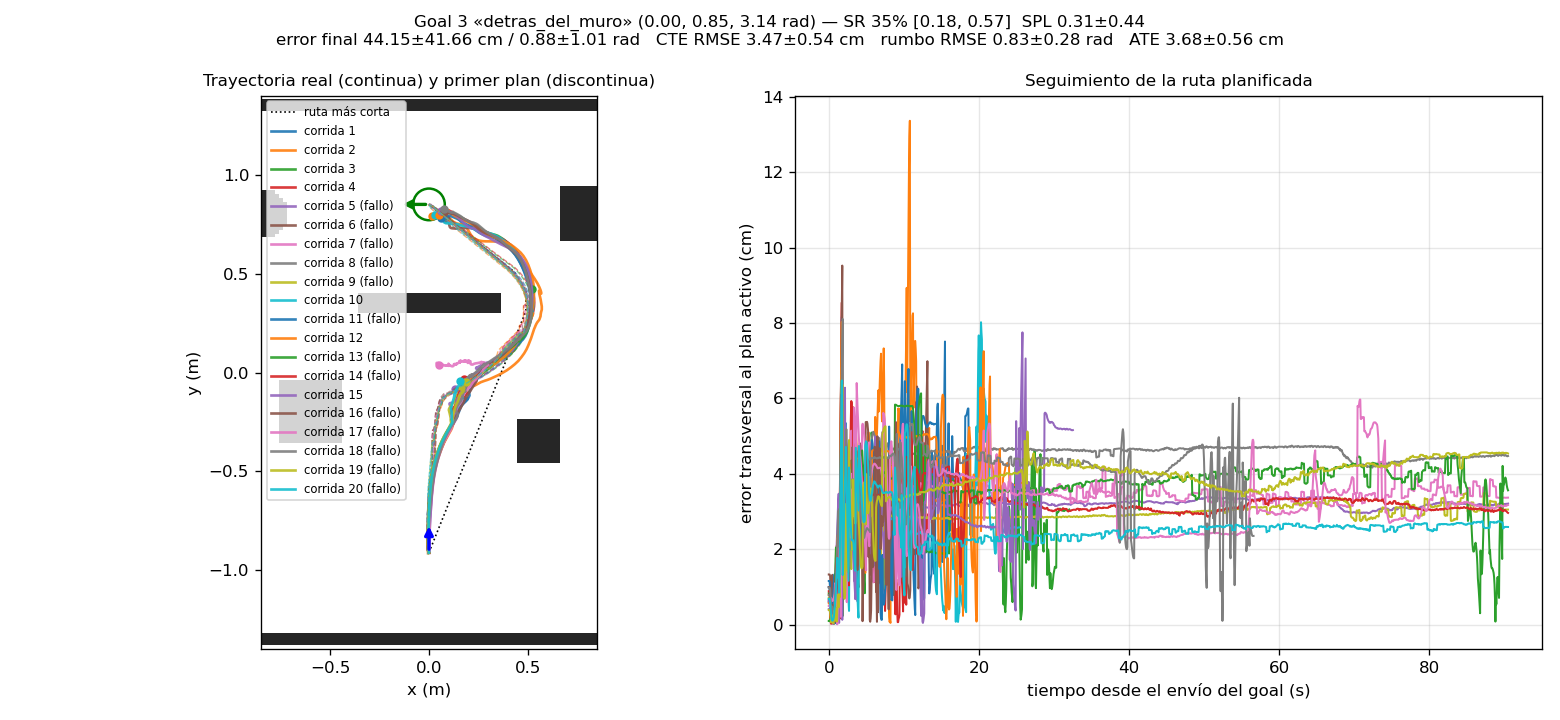 Goal 3 «detras_del_muro» (0.00, 0.85, 3.14 rad) — SR 35% [0.18, 0.57]  SPL 0.31±0.44
error final 44.15±41.66 cm / 0.88±1.01 rad   CTE RMSE 3.47±0.54 cm   rumbo RMSE 0.83±0.28 rad   ATE 3.68±0.56 cm
Trayectoria real (continua) y primer plan (discontinua)
y (m)
1.0
0.5
0.0
−0.5
−1.0
ruta más corta
corrida 1
corrida 2
corrida 3
corrida 4
corrida 5 (fallo)
corrida 6 (fallo)
corrida 7 (fallo)
corrida 8 (fallo)
corrida 9 (fallo)
corrida 10
corrida 11 (fallo)
corrida 12
corrida 13 (fallo)
corrida 14 (fallo)
corrida 15
corrida 16 (fallo)
corrida 17 (fallo)
corrida 18 (fallo)
corrida 19 (fallo)
corrida 20 (fallo)
−0.5
0.0
0.5
x (m)
Seguimiento de la ruta planificada
error transversal al plan activo (cm)
14
12
10
8
6
4
2
0
0
20
40
60
80
tiempo desde el envío del goal (s)